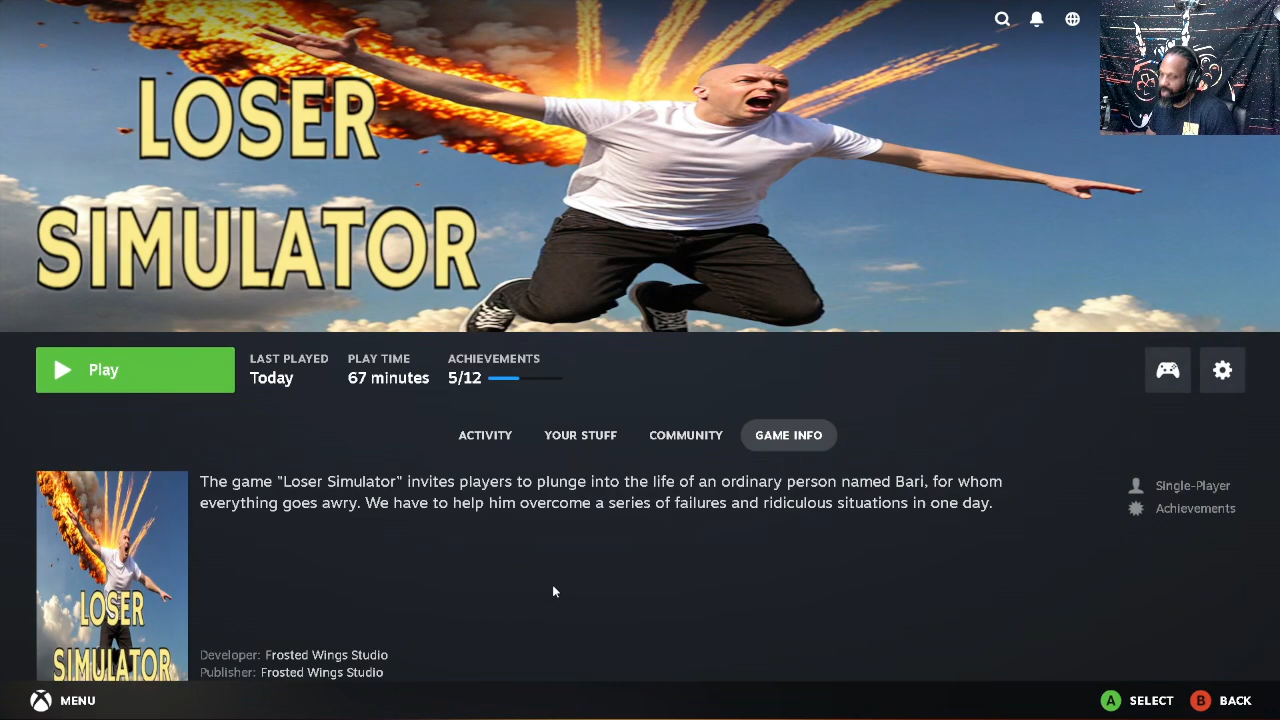 LOSER
SIMULATOR
Play
LAST PLAYED
Today
PLAY TIME
67 minutes
ACHIEVEMENTS
5/12
ACTIVITY
YOUR STUFF
COMMUNITY
GAME INFO
The game "Loser Simulator" invites players to plunge into the life of an ordinary person named Bari, for whom
everything goes awry. We have to help him overcome a series of failures and ridiculous situations in one day.
Single-Player
Achievements
LOSER
SIMULATOR
Developer: Frosted Wings Studio
Publisher: Frosted Wings Studio
MENU
A SELECT
B BACK